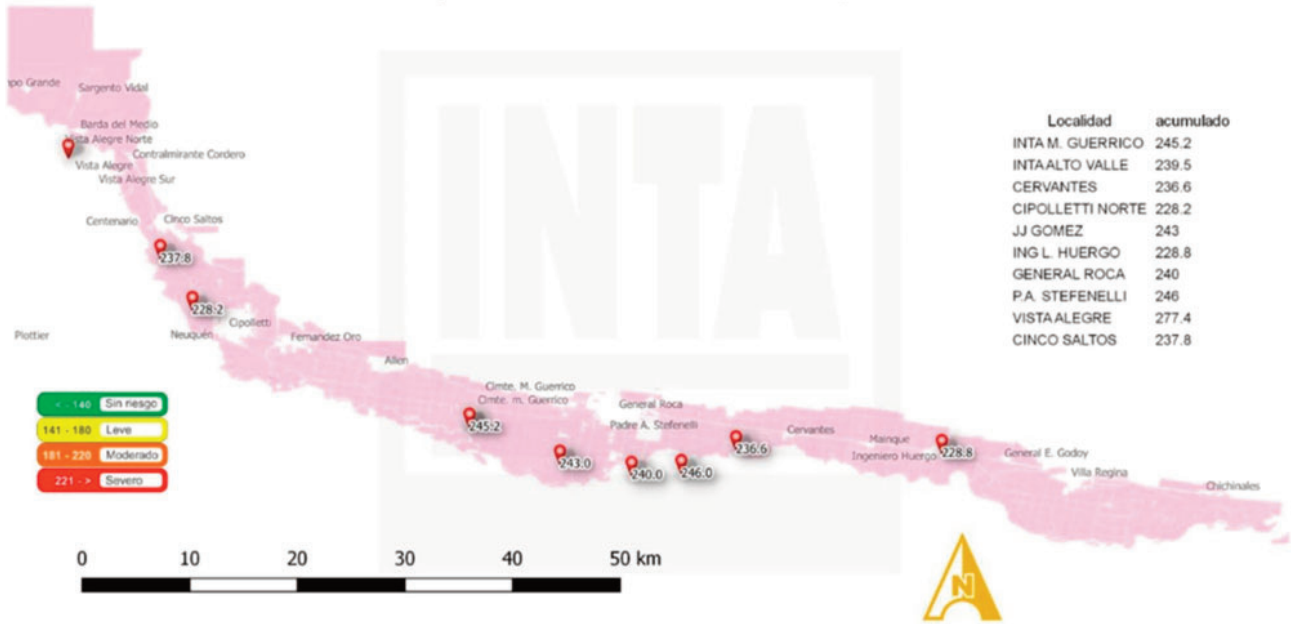 po Grande
Sargento Vidal
Barda del Medio
Vista Alegre Norte
Contralmirante Cordero
Vista Alegre
Vista Alegre Sur
Centenario
Cinco Saltos
237.8
228.2
Cipolletti
Plottier
Neuquén
Fernandez Oro
Allen
Clmte. M. Guerrico
Clmte. m. Guerrico
245.2
General Roca
Padre A. Stefenelli
243.0
240.0
246.0
236.6
Cervantes
Mainque
Ingeniero Huergo
228.8
General E. Godoy
Villa Regina
Chichinales
INTA
Localidad acumulado
INTA M. GUERRICO 245.2
INTA ALTO VALLE 239.5
CERVANTES 236.6
CIPOLLETTI NORTE 228.2
JJ GOMEZ 243
ING L. HUERGO 228.8
GENERAL ROCA 240
P.A. STEFENELLI 246
VISTA ALEGRE 277.4
CINCO SALTOS 237.8
< - 140 Sin riesgo
141 - 180 Leve
181 - 220 Moderado
221 - > Severo
0 10 20 30 40 50 km
N